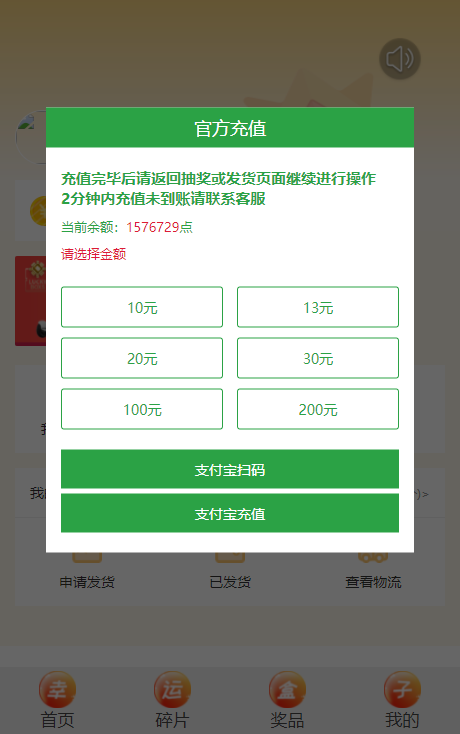 官方充值
充值完毕后请返回抽奖或发货页面继续进行操作
2分钟内充值未到账请联系客服
当前余额：1576729点
请选择金额
10元
13元
20元
30元
100元
200元
支付宝扫码
支付宝充值
申请发货
已发货
查看物流
幸
运
盒
子
首页
碎片
奖品
我的